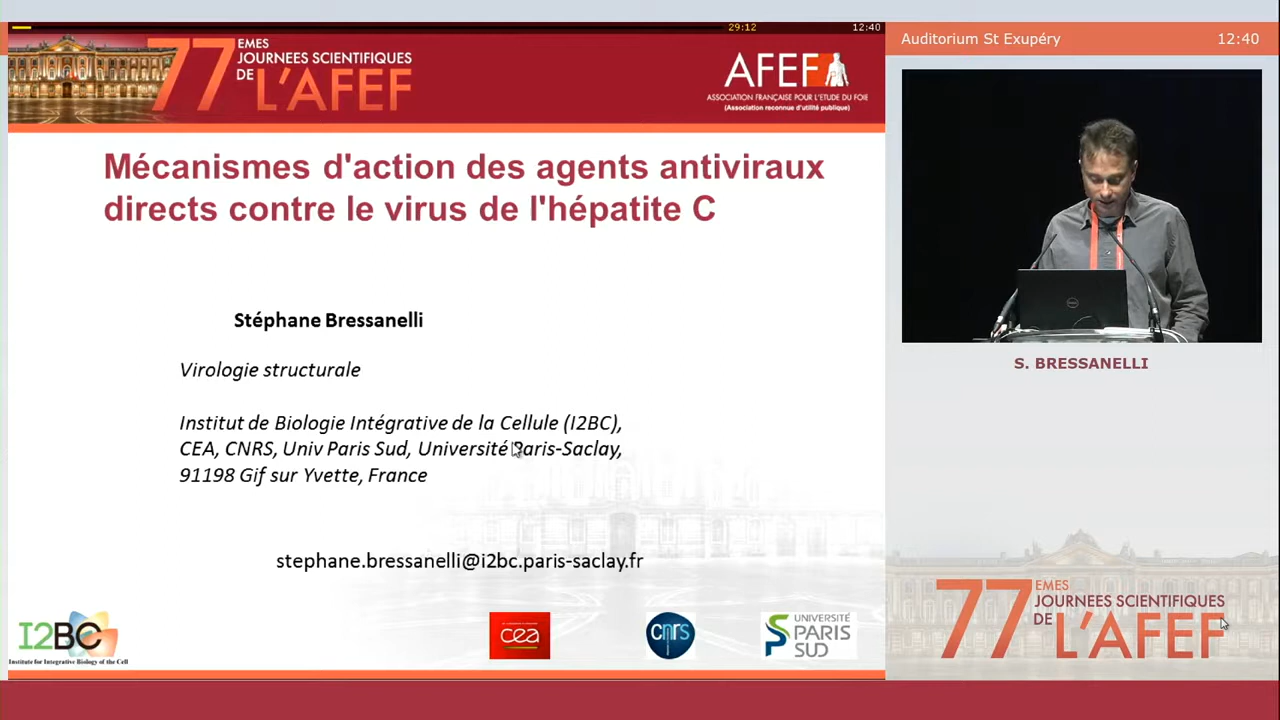 29:12
12:40
77
EMES
JOURNEES SCIENTIFIQUES
DE L'AFEF
AFEF
ASSOCIATION FRANÇAISE POUR L'ETUDE DU FOIE
(Association reconnue d'utilité publique)
Mécanismes d'action des agents antiviraux
directs contre le virus de l'hépatite C
Stéphane Bressanelli
Virologie structurale
Institut de Biologie Intégrative de la Cellule (I2BC),
CEA, CNRS, Univ Paris Sud, Université Paris-Saclay,
91198 Gif sur Yvette, France
stephane.bressanelli@i2bc.paris-saclay.fr
I2BC
Institute for Integrative Biology of the Cell
cea
cnrs
UNIVERSITÉ
PARIS
SUD
Auditorium St Exupéry
12:40
DELL
S. BRESSANELLI
77
EMES
JOURNEES SCIENTIFIQUES
DE L'AFEF